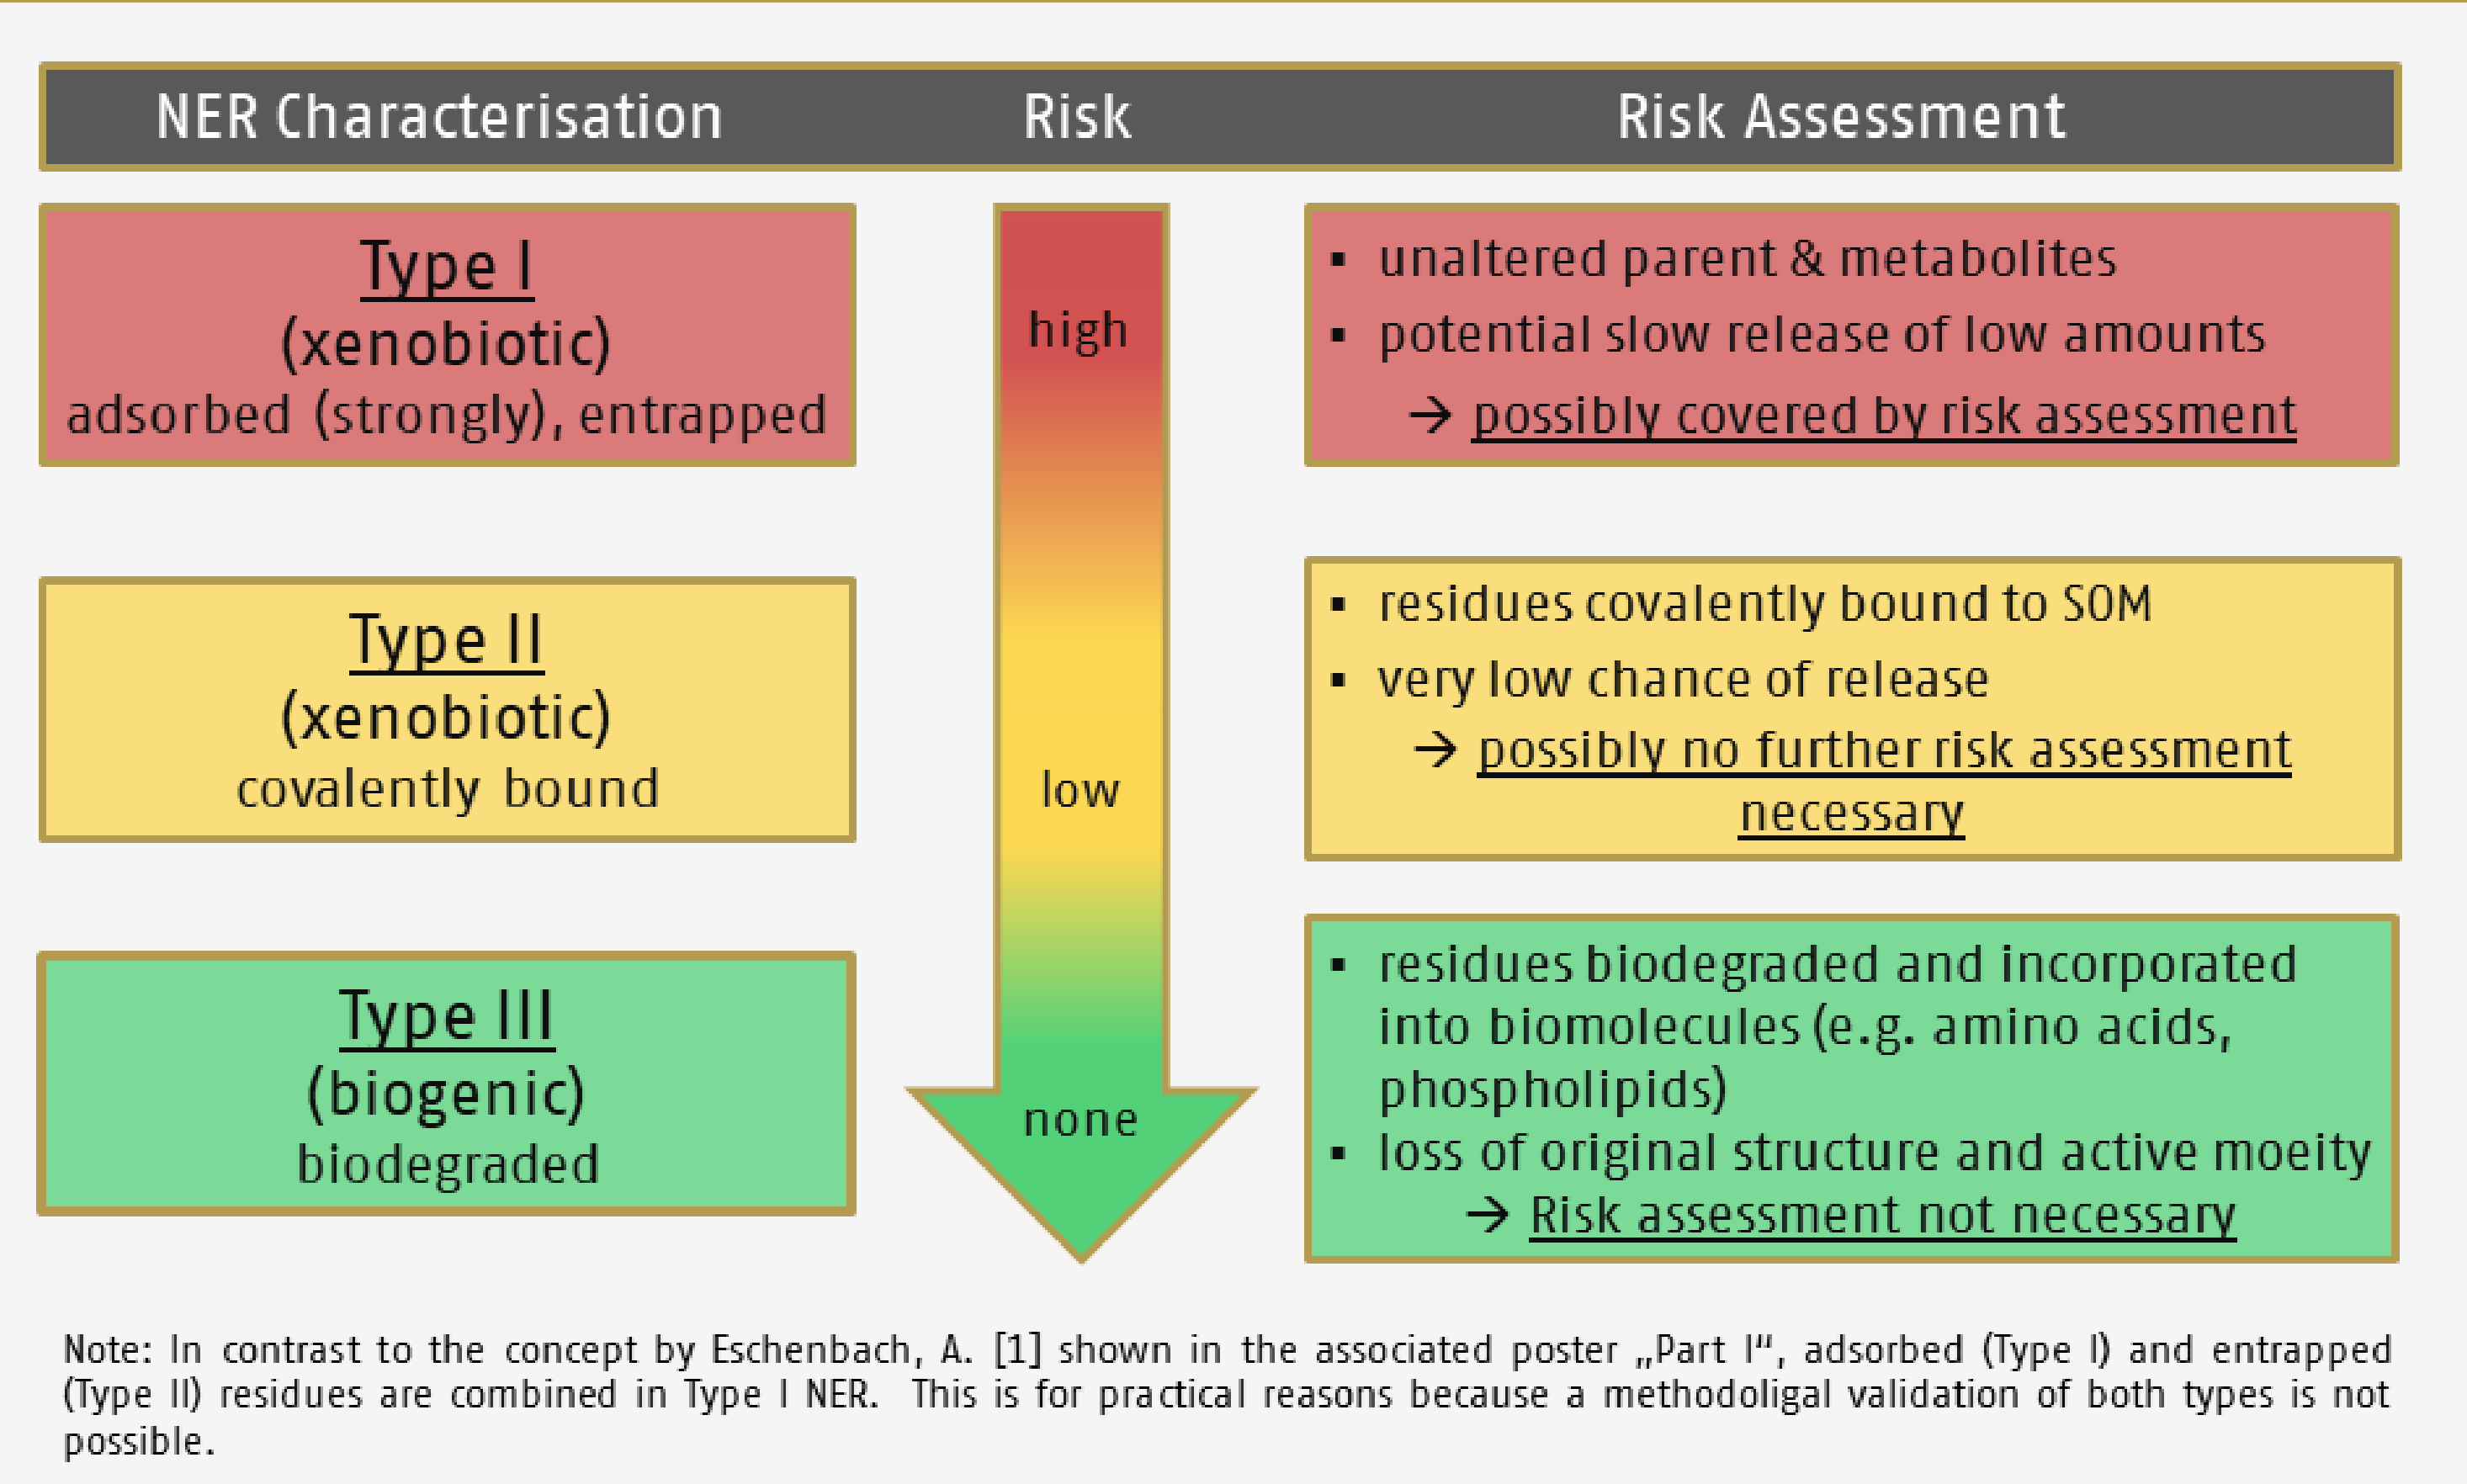 NER Characterisation
Risk
Risk Assessment
Type I
(xenobiotic)
adsorbed (strongly), entrapped
high
▪ unaltered parent & metabolites
▪ potential slow release of low amounts
→ possibly covered by risk assessment
Type II
(xenobiotic)
covalently bound
low
▪ residues covalently bound to SOM
▪ very low chance of release
→ possibly no further risk assessment
necessary
Type III
(biogenic)
biodegraded
none
▪ residues biodegraded and incorporated
into biomolecules (e.g. amino acids,
phospholipids)
▪ loss of original structure and active moeity
→ Risk assessment not necessary
Note: In contrast to the concept by Eschenbach, A. [1] shown in the associated poster „Part I“, adsorbed (Type I) and entrapped
(Type II) residues are combined in Type I NER. This is for practical reasons because a methodoligal validation of both types is not
possible.